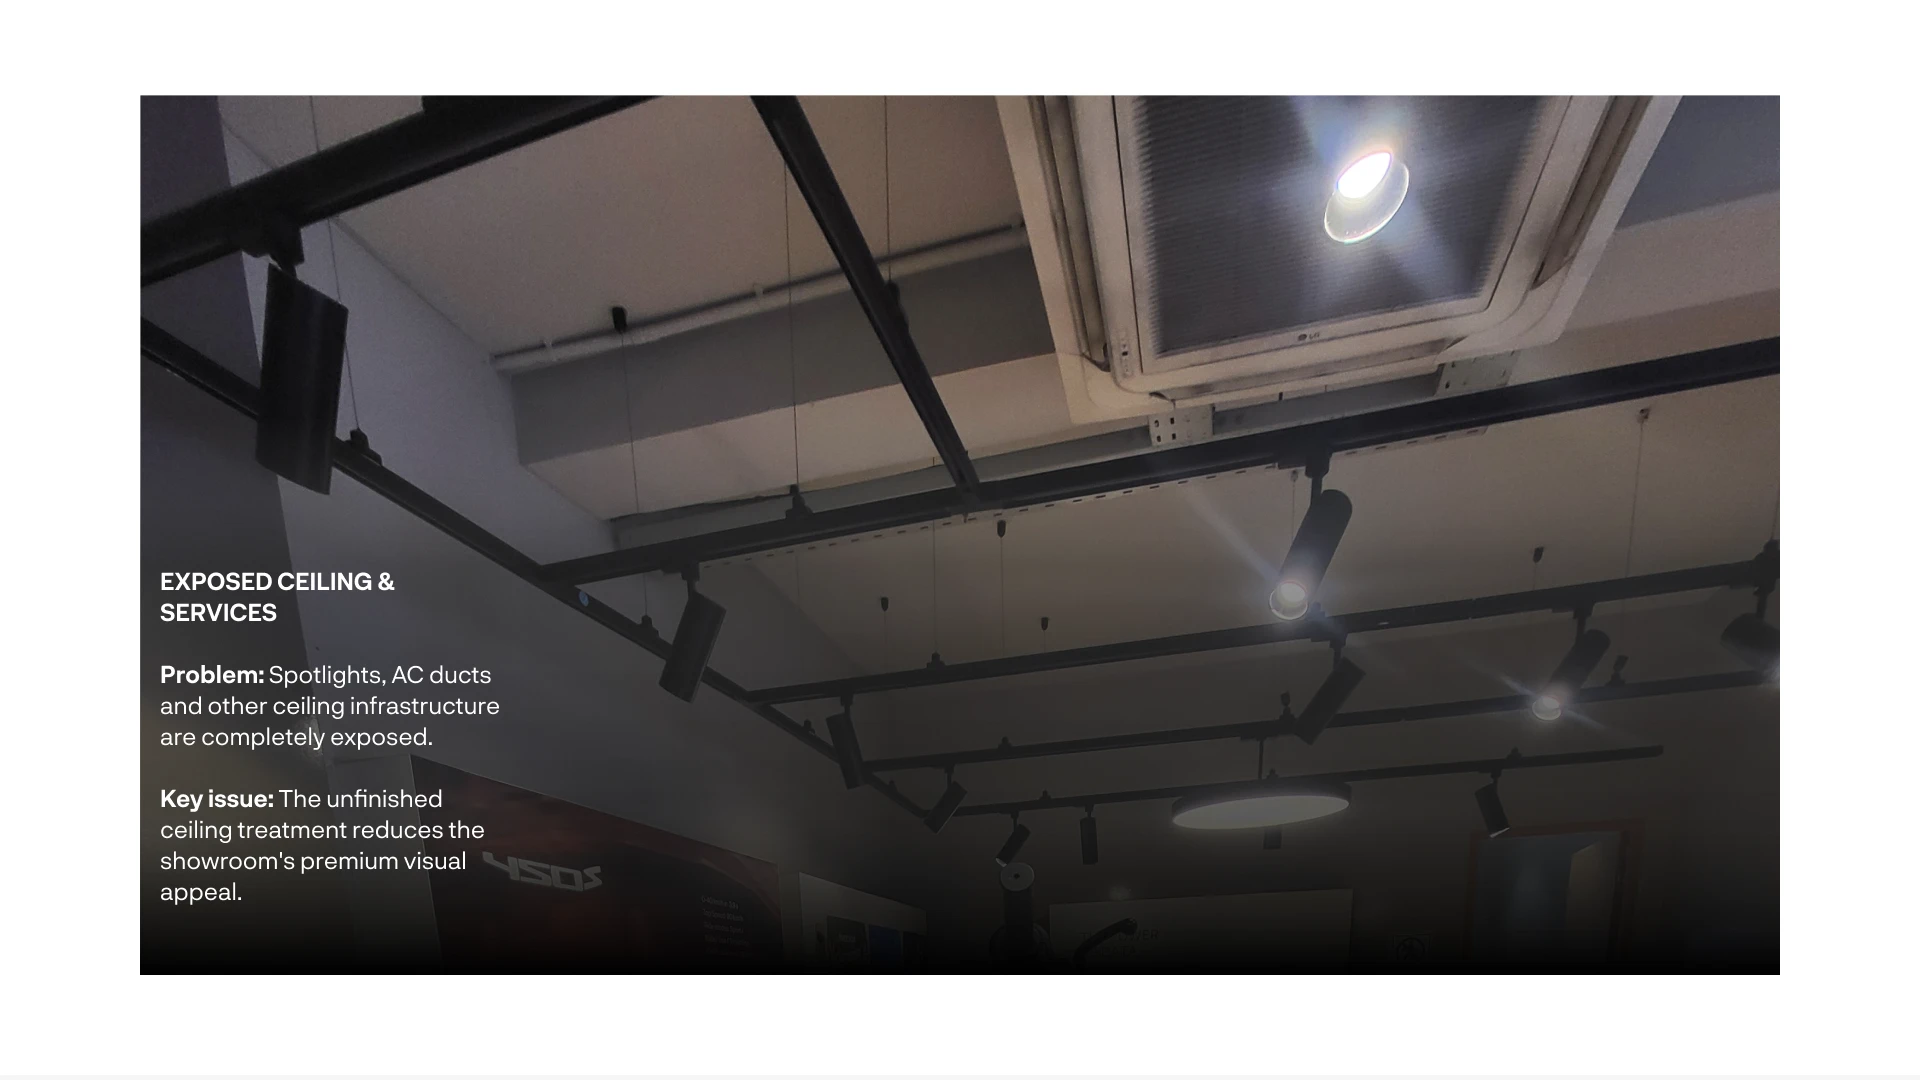 LG
EXPOSED CEILING &
SERVICES
Problem: Spotlights, AC ducts
and other ceiling infrastructure
are completely exposed.
Key issue: The unfinished
ceiling treatment reduces the
showroom's premium visual
appeal.